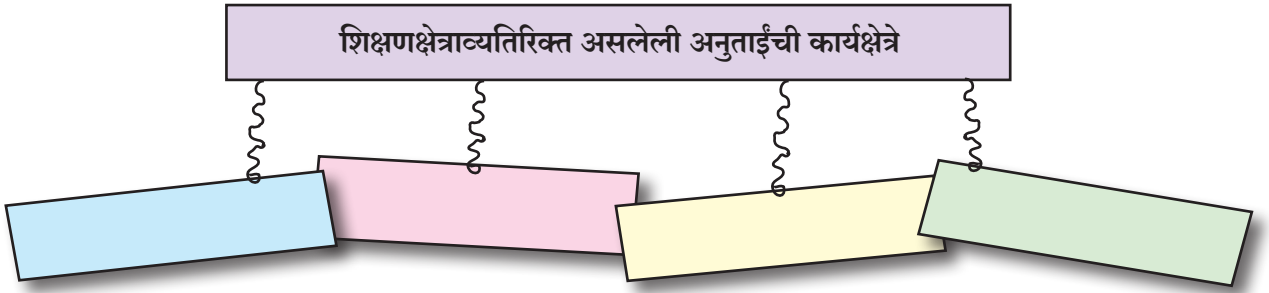 शिक्षणक्षेत्राव्यतिरिक्त असलेली अनुताईंची कार्यक्षेत्रे